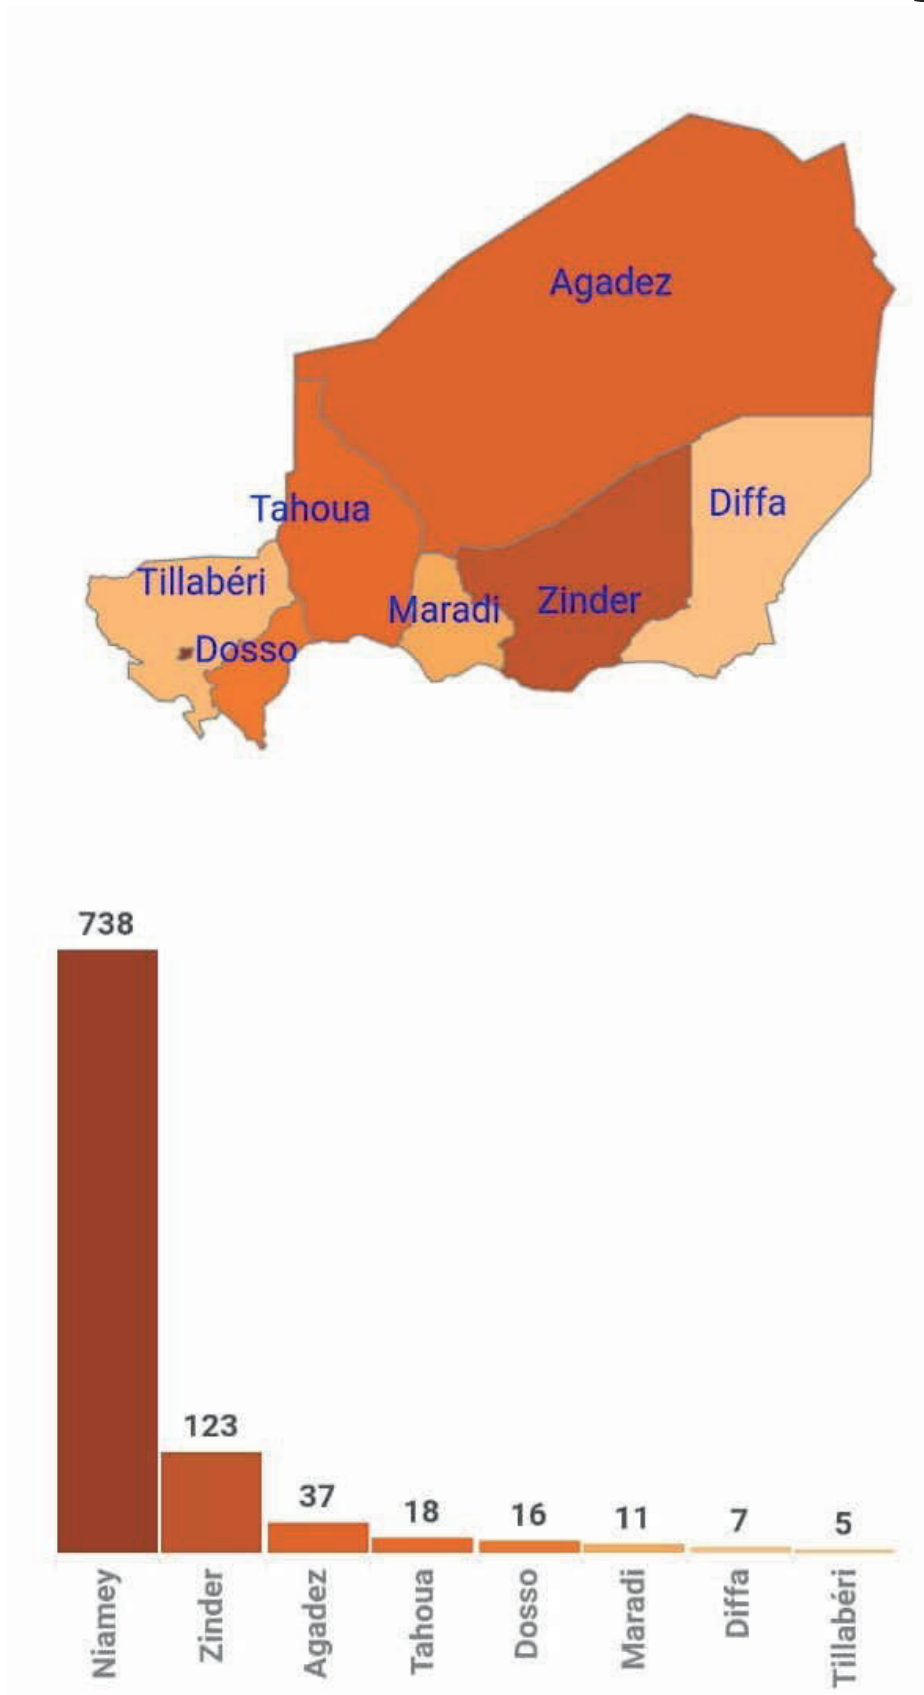 Agadez
Diffa
Tahoua
Tillabéri
Maradi
Zinder
Dosso
738
123
37
18
16
11
7
5
Niamey
Zinder
Agadez
Tahoua
Dosso
Maradi
Diffa
Tillabéri